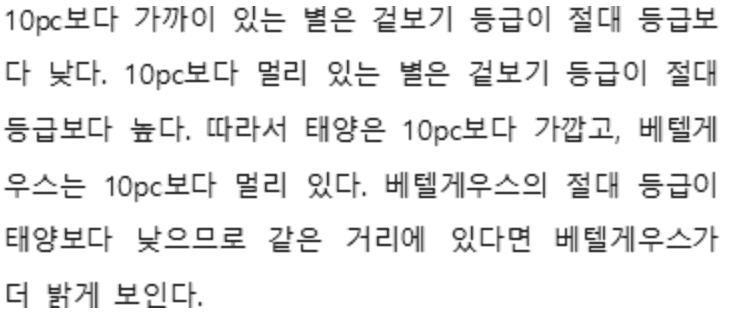 10pc보다 가까이 있는 별은 겉보기 등급이 절대 등급보
다 낮다. 10pc보다 멀리 있는 별은 겉보기 등급이 절대
등급보다 높다. 따라서 태양은 10pc보다 가깝고, 베텔게
우스는 10pc보다 멀리 있다. 베텔게우스의 절대 등급이
태양보다 낮으므로 같은 거리에 있다면 베텔게우스가
더 밝게 보인다.